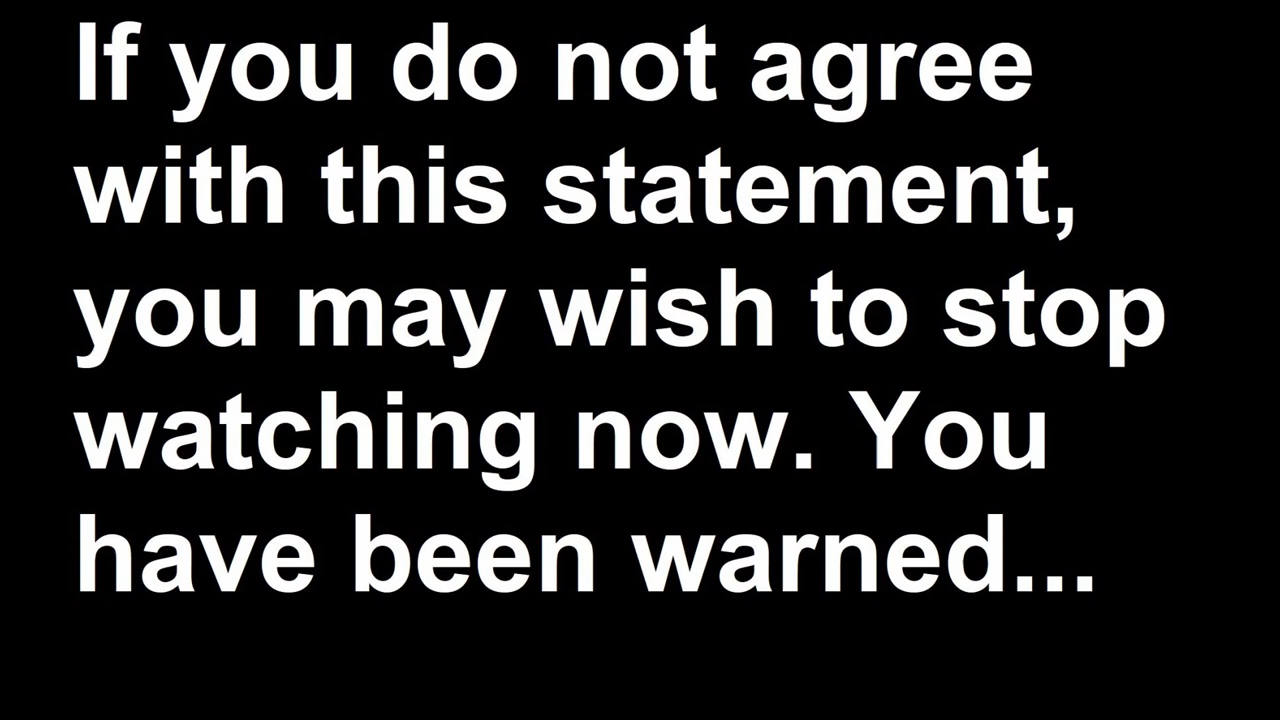 If you do not agree
with this statement,
you may wish to stop
watching now. You
have been warned...